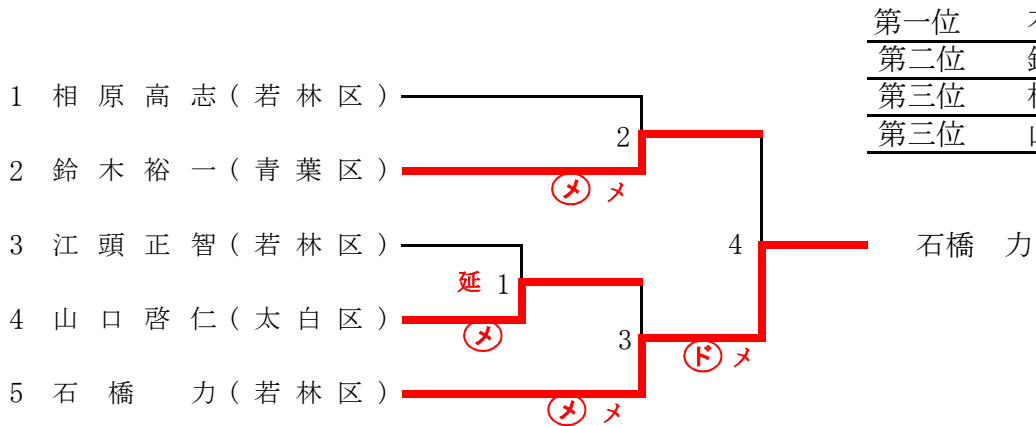 第一位
第二位
第三位
第三位
1 相原高志(若林区)
2
2 鈴木裕一(青葉区)
メ メ
3 江頭正智(若林区)
4 石橋 力
延 1
4 山口啓仁(太白区)
メ
3
ド メ
5 石橋 力(若林区)
メ メ